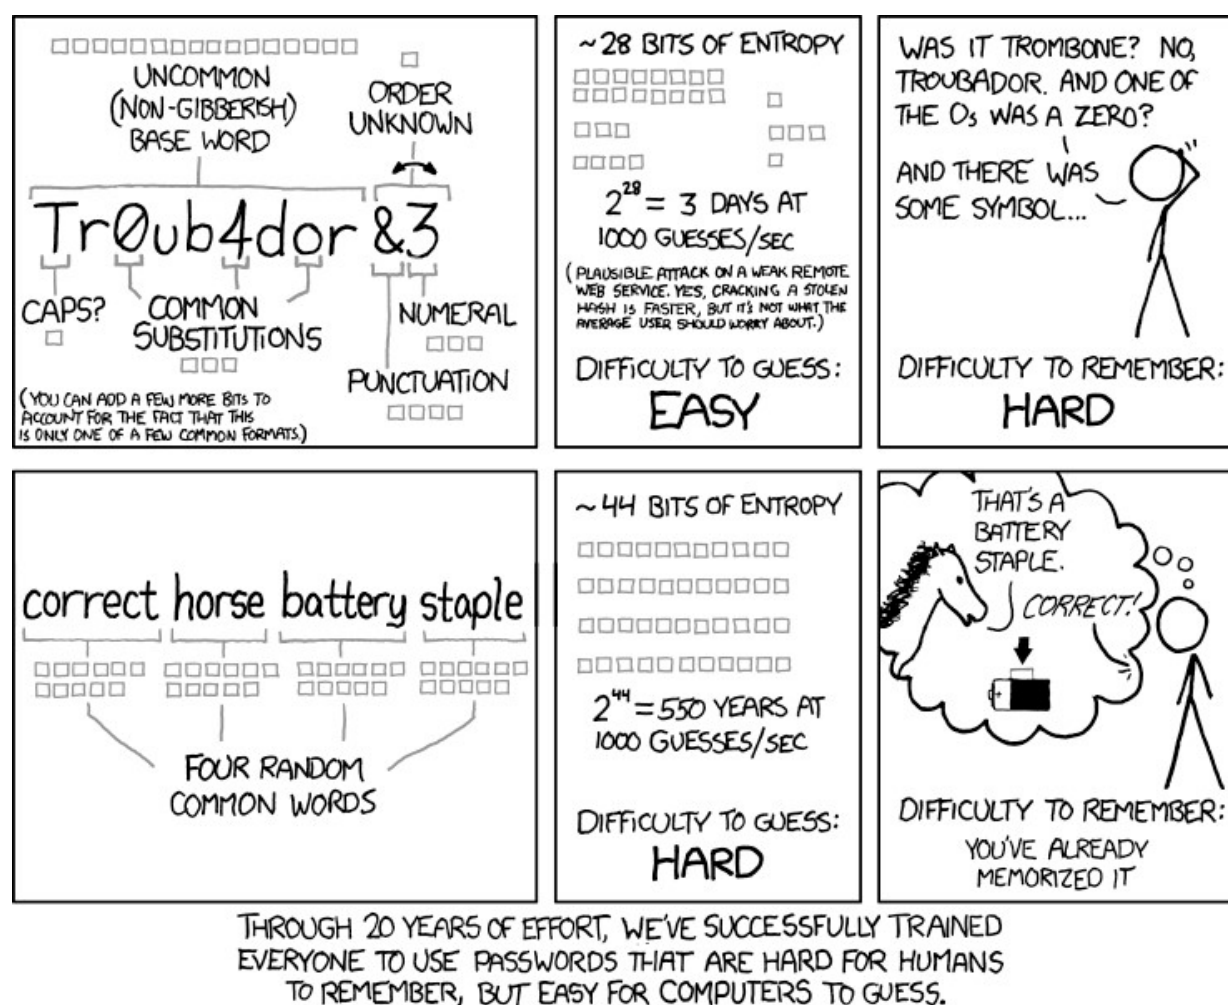 UNCOMMON
(NON-GIBBERISH)
BASE WORD
ORDER
UNKNOWN
Tr0ub4dor &3
CAPS?
COMMON
SUBSTITUTIONS
NUMERAL
PUNCTUATION
(YOU CAN ADD A FEW MORE BITS TO
ACCOUNT FOR THE FACT THAT THIS
IS ONLY ONE OF A FEW COMMON FORMATS.)
~28 BITS OF ENTROPY
2^28 = 3 DAYS AT
1000 GUESSES/SEC
(PLAUSIBLE ATTACK ON A WEAK REMOTE
WEB SERVICE. YES, CRACKING A STOLEN
HASH IS FASTER, BUT IT'S NOT WHAT THE
AVERAGE USER SHOULD WORRY ABOUT.)
DIFFICULTY TO GUESS:
EASY
WAS IT TROMBONE? NO,
TROUBADOR. AND ONE OF
THE Os WAS A ZERO?
AND THERE WAS
SOME SYMBOL...
DIFFICULTY TO REMEMBER:
HARD
correct horse battery staple
FOUR RANDOM
COMMON WORDS
~44 BITS OF ENTROPY
2^44 = 550 YEARS AT
1000 GUESSES/SEC
DIFFICULTY TO GUESS:
HARD
THAT'S A
BATTERY
STAPLE.
CORRECT!
DIFFICULTY TO REMEMBER:
YOU'VE ALREADY
MEMORIZED IT
THROUGH 20 YEARS OF EFFORT, WE'VE SUCCESSFULLY TRAINED
EVERYONE TO USE PASSWORDS THAT ARE HARD FOR HUMANS
TO REMEMBER, BUT EASY FOR COMPUTERS TO GUESS.